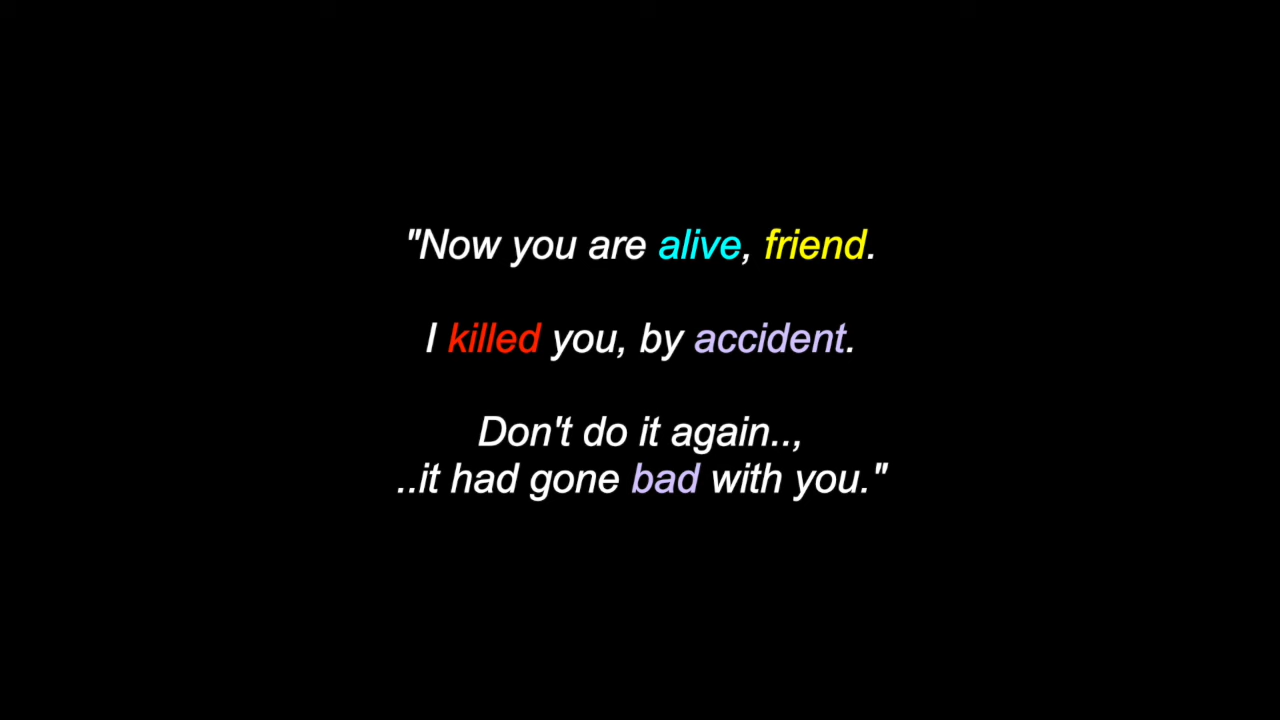 "Now you are alive, friend.
I killed you, by accident.
Don't do it again..,
..it had gone bad with you."